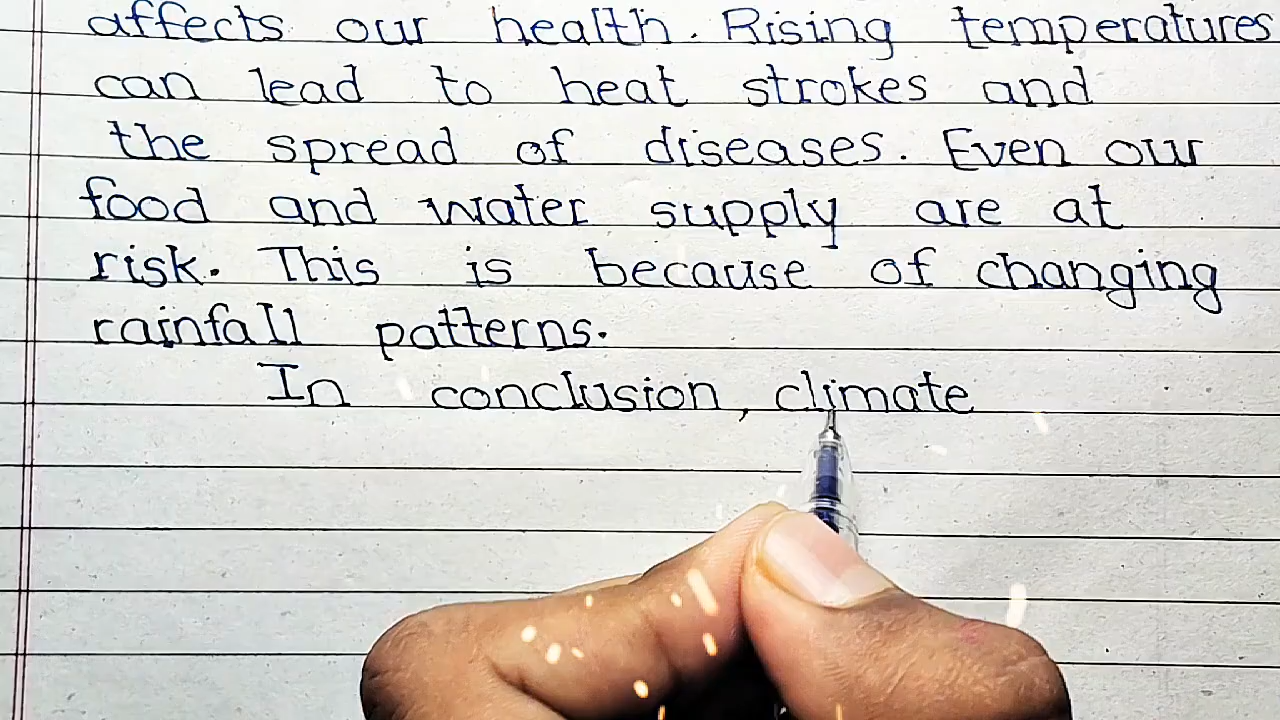 affects our health. Rising temperatures
can lead to heat strokes and
the spread of diseases. Even our
food and water supply are at
risk. This is because of changing
rainfall patterns.
In conclusion, climate